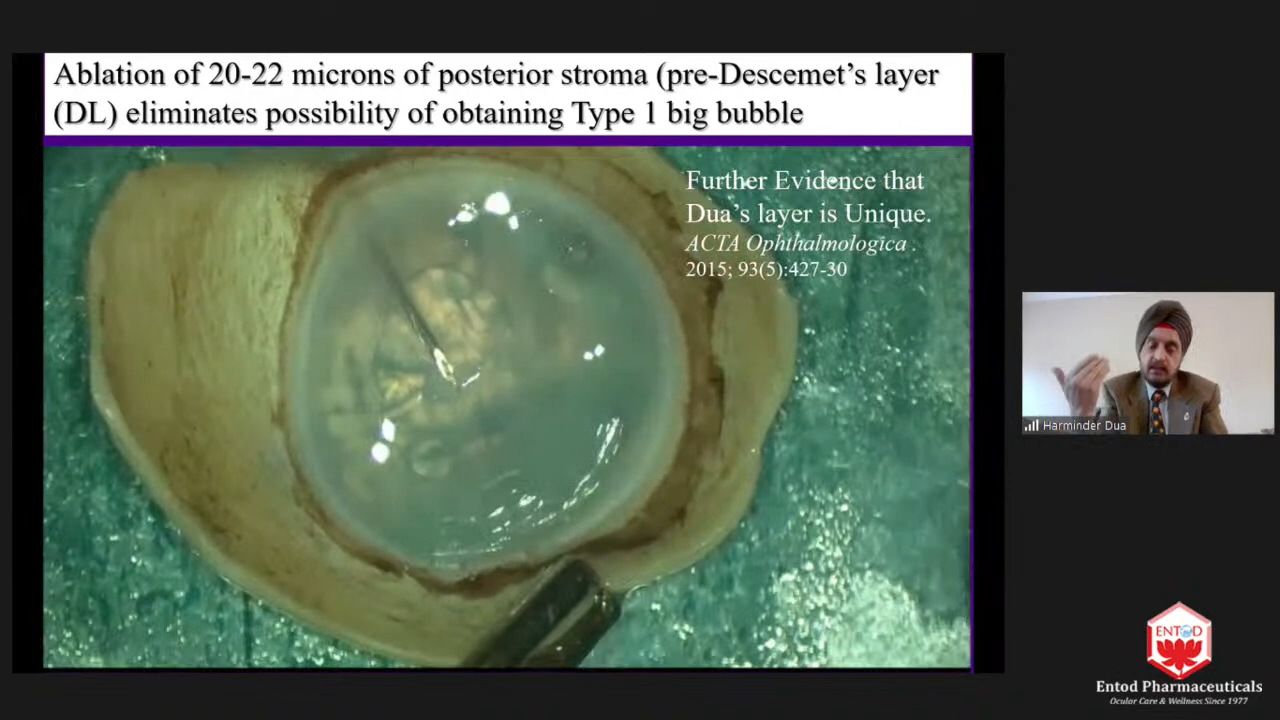 Ablation of 20-22 microns of posterior stroma (pre-Descemet's layer
(DL) eliminates possibility of obtaining Type 1 big bubble
Further Evidence that
Dua's layer is Unique.
ACTA Ophthalmologica .
2015; 93(5):427-30
Harminder Dua
ENTOD
Entod Pharmaceuticals
Ocular Care & Wellness Since 1977